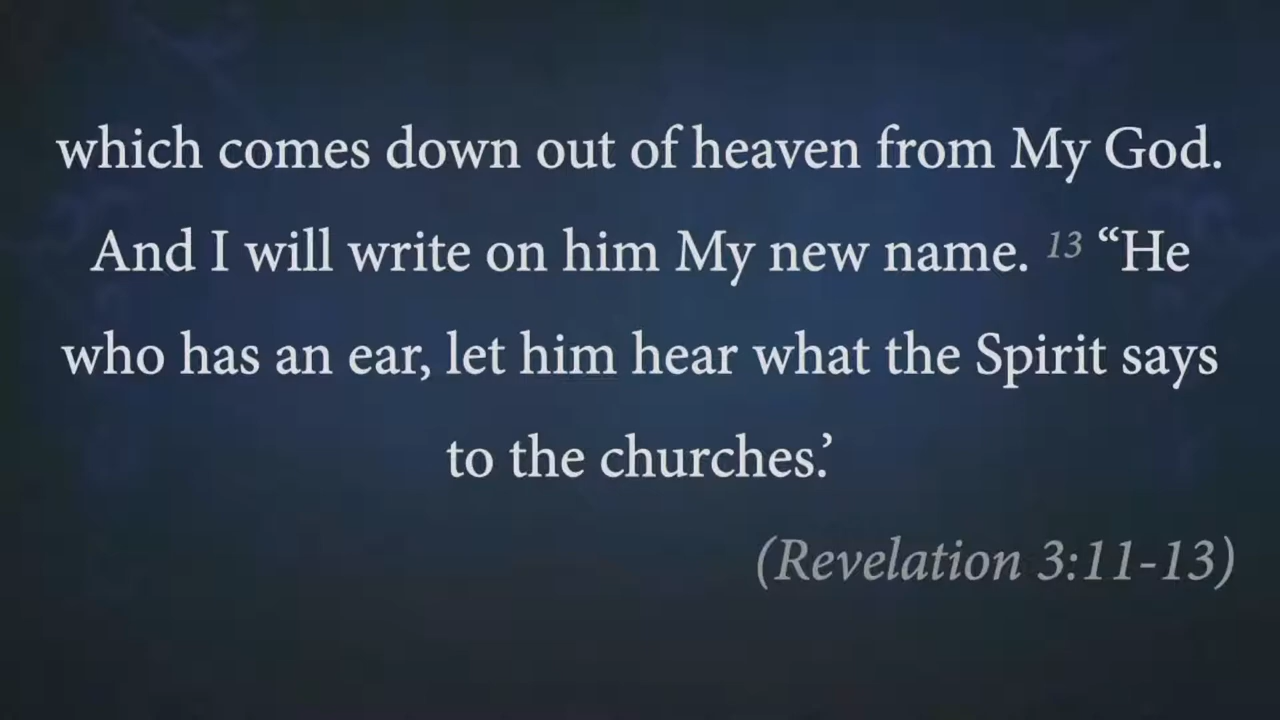 which comes down out of heaven from My God.
And I will write on him My new name. 13 “He
who has an ear, let him hear what the Spirit says
to the churches.’
(Revelation 3:11-13)